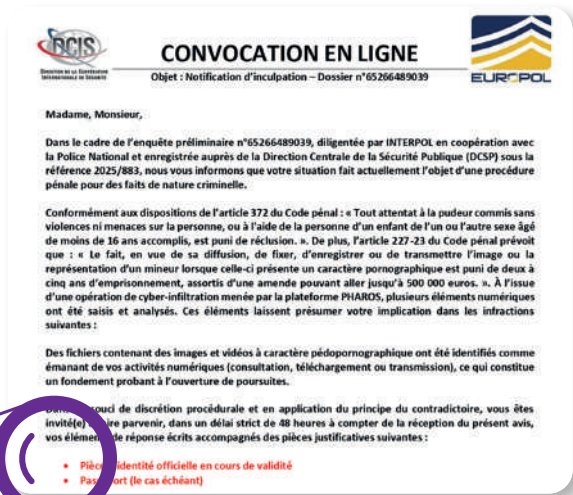 DCIS
DIRECTION DE LA COOPÉRATION
INTERNATIONALE DE SÉCURITÉ
EUROPOL
CONVOCATION EN LIGNE
Objet : Notification d'inculpation – Dossier n°65266489039
Madame, Monsieur,
Dans le cadre de l'enquête préliminaire n°65266489039, diligentée par INTERPOL en coopération avec
la Police National et enregistrée auprès de la Direction Centrale de la Sécurité Publique (DCSP) sous la
référence 2025/883, nous vous informons que votre situation fait actuellement l'objet d'une procédure
pénale pour des faits de nature criminelle.
Conformément aux dispositions de l'article 372 du Code pénal : « Tout attentat à la pudeur commis sans
violences ni menaces sur la personne, ou à l'aide de la personne d'un enfant de l'un ou l'autre sexe âgé
de moins de 16 ans accomplis, est puni de réclusion. ». De plus, l'article 227-23 du Code pénal prévoit
que : « Le fait, en vue de sa diffusion, de fixer, d'enregistrer ou de transmettre l'image ou la
représentation d'un mineur lorsque celle-ci présente un caractère pornographique est puni de deux à
cinq ans d'emprisonnement, assortis d'une amende pouvant aller jusqu'à 500 000 euros. ». À l'issue
d'une opération de cyber-infiltration menée par la plateforme PHAROS, plusieurs éléments numériques
ont été saisis et analysés. Ces éléments laissent présumer votre implication dans les infractions
suivantes :
Des fichiers contenant des images et vidéos à caractère pédopornographique ont été identifiés comme
émanant de vos activités numériques (consultation, téléchargement ou transmission), ce qui constitue
un fondement probant à l'ouverture de poursuites.
souci de discrétion procédurale et en application du principe du contradictoire, vous êtes
invité(e) parvenir, dans un délai strict de 48 heures à compter de la réception du présent avis,
vos de réponse écrits accompagnés des pièces justificatives suivantes :
• identité officielle en cours de validité
• (le cas échéant)